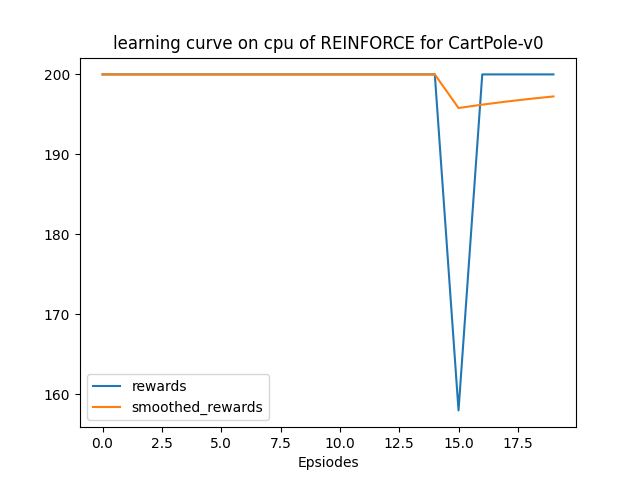 learning curve on cpu of REINFORCE for CartPole-v0
200
190
180
170
160
rewards
smoothed_rewards
0.0 2.5 5.0 7.5 10.0 12.5 15.0 17.5
Epsiodes